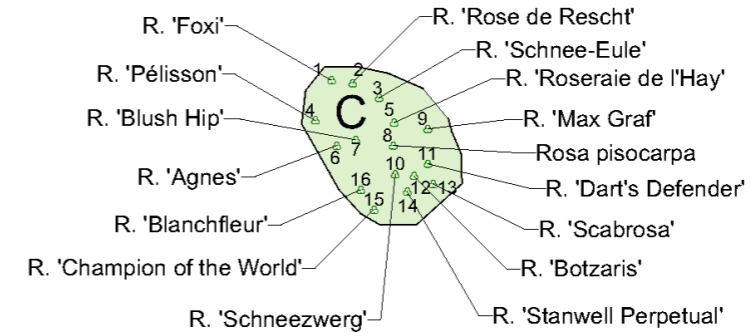 R. 'Foxi'
R. 'Rose de Rescht'
R. 'Schnee-Eule'
R. 'Pélisson'
R. 'Roseraie de l'Hay'
R. 'Blush Hip'
R. 'Max Graf'
Rosa pisocarpa
R. 'Agnes'
R. 'Dart's Defender'
R. 'Blanchfleur'
R. 'Scabrosa'
R. 'Champion of the World'
R. 'Botzaris'
R. 'Schneezwerg'
R. 'Stanwell Perpetual'
C
1
2
3
4
5
6
7
8
9
10
11
12
13
14
15
16